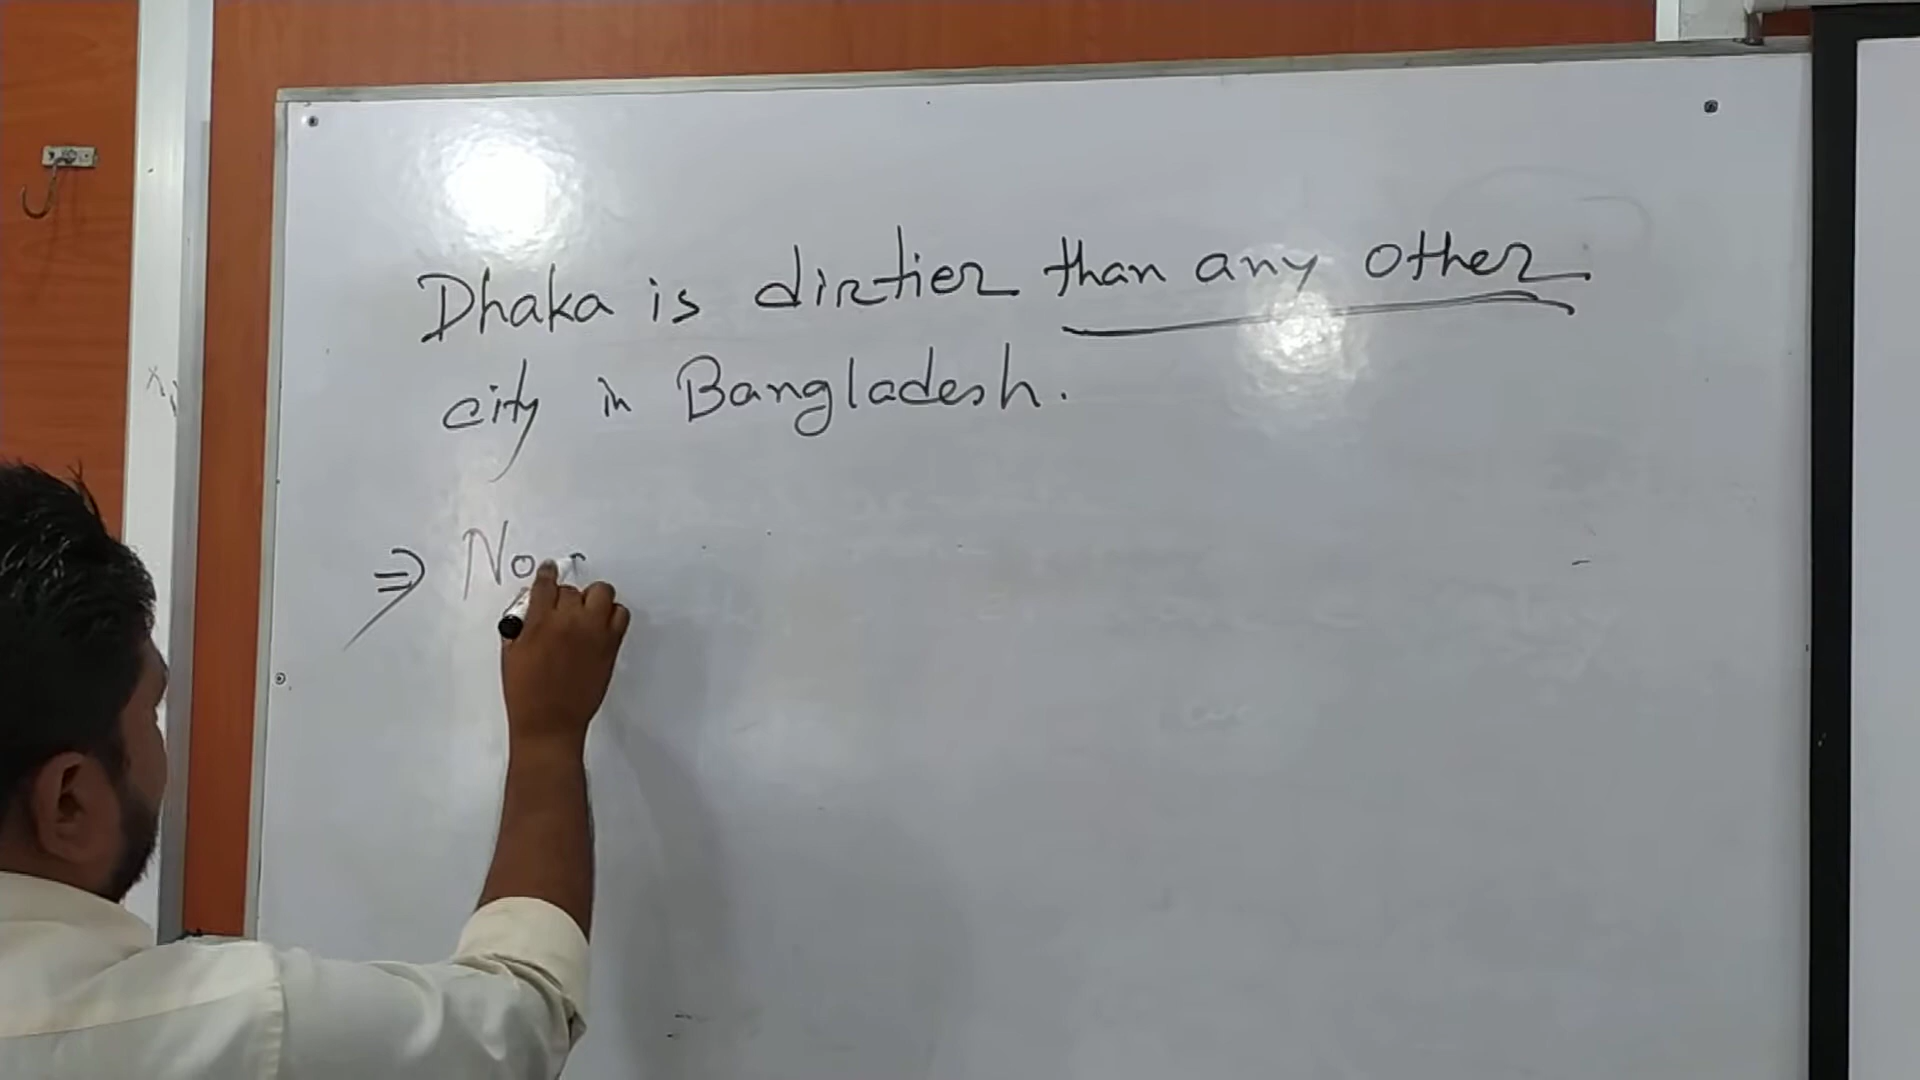 Dhaka is dirtier than any other
city in Bangladesh.
⇒ No